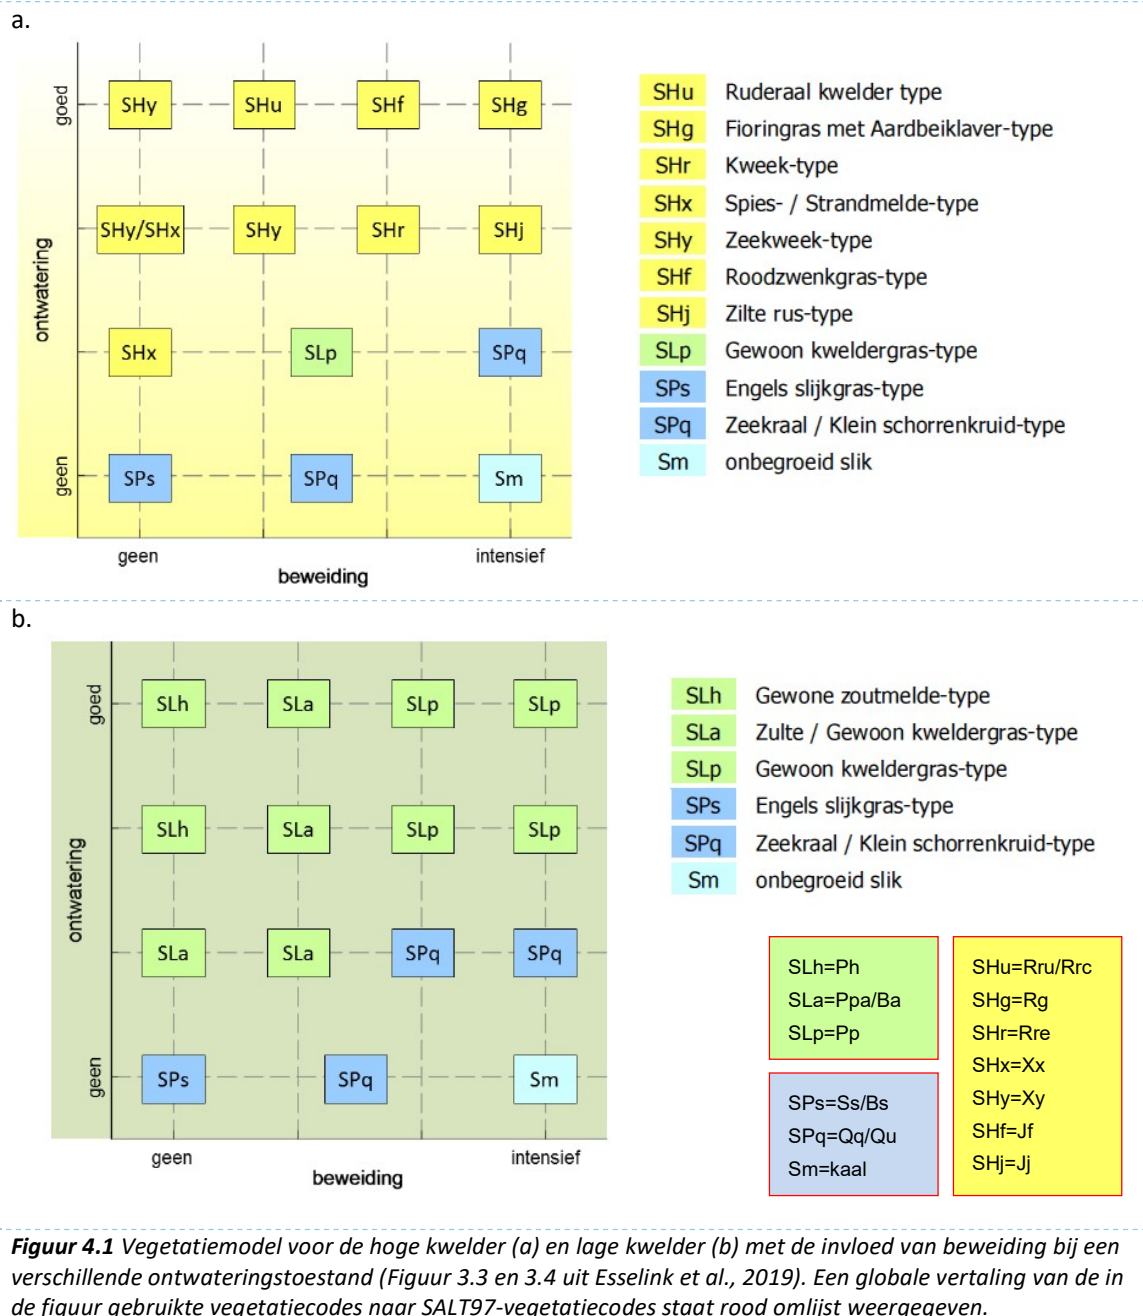 a.
goed
SHy SHu SHf SHg
SHy/SHx SHy SHr SHj
ontwatering
SHx SLp SPq
geen
SPs SPq Sm
geen intensief
beweiding
SHu Ruderaal kwelder type
SHg Fioringras met Aardbeiklaver-type
SHr Kweek-type
SHx Spies- / Strandmelde-type
SHy Zeekweek-type
SHf Roodzwenkgras-type
SHj Zilte rus-type
SLp Gewoon kweldergras-type
SPs Engels slijkgras-type
SPq Zeekraal / Klein schorrenkruid-type
Sm onbegroeid slik
b.
goed
SLh SLa SLp SLp
SLh SLa SLp SLp
ontwatering
SLa SLa SPq SPq
geen
SPs SPq Sm
geen intensief
beweiding
SLh Gewone zoutmelde-type
SLa Zulte / Gewoon kweldergras-type
SLp Gewoon kweldergras-type
SPs Engels slijkgras-type
SPq Zeekraal / Klein schorrenkruid-type
Sm onbegroeid slik
SLh=Ph
SLa=Ppa/Ba
SLp=Pp
SPs=Ss/Bs
SPq=Qq/Qu
Sm=kaal
SHu=Rru/Rrc
SHg=Rg
SHr=Rre
SHx=Xx
SHy=Xy
SHf=Jf
SHj=Jj
Figuur 4.1 Vegetatiemodel voor de hoge kwelder (a) en lage kwelder (b) met de invloed van beweiding bij een
verschillende ontwateringstoestand (Figuur 3.3 en 3.4 uit Esselink et al., 2019). Een globale vertaling van de in
de figuur gebruikte vegetatiecodes naar SALT97-vegetatiecodes staat rood omlijst weergegeven.